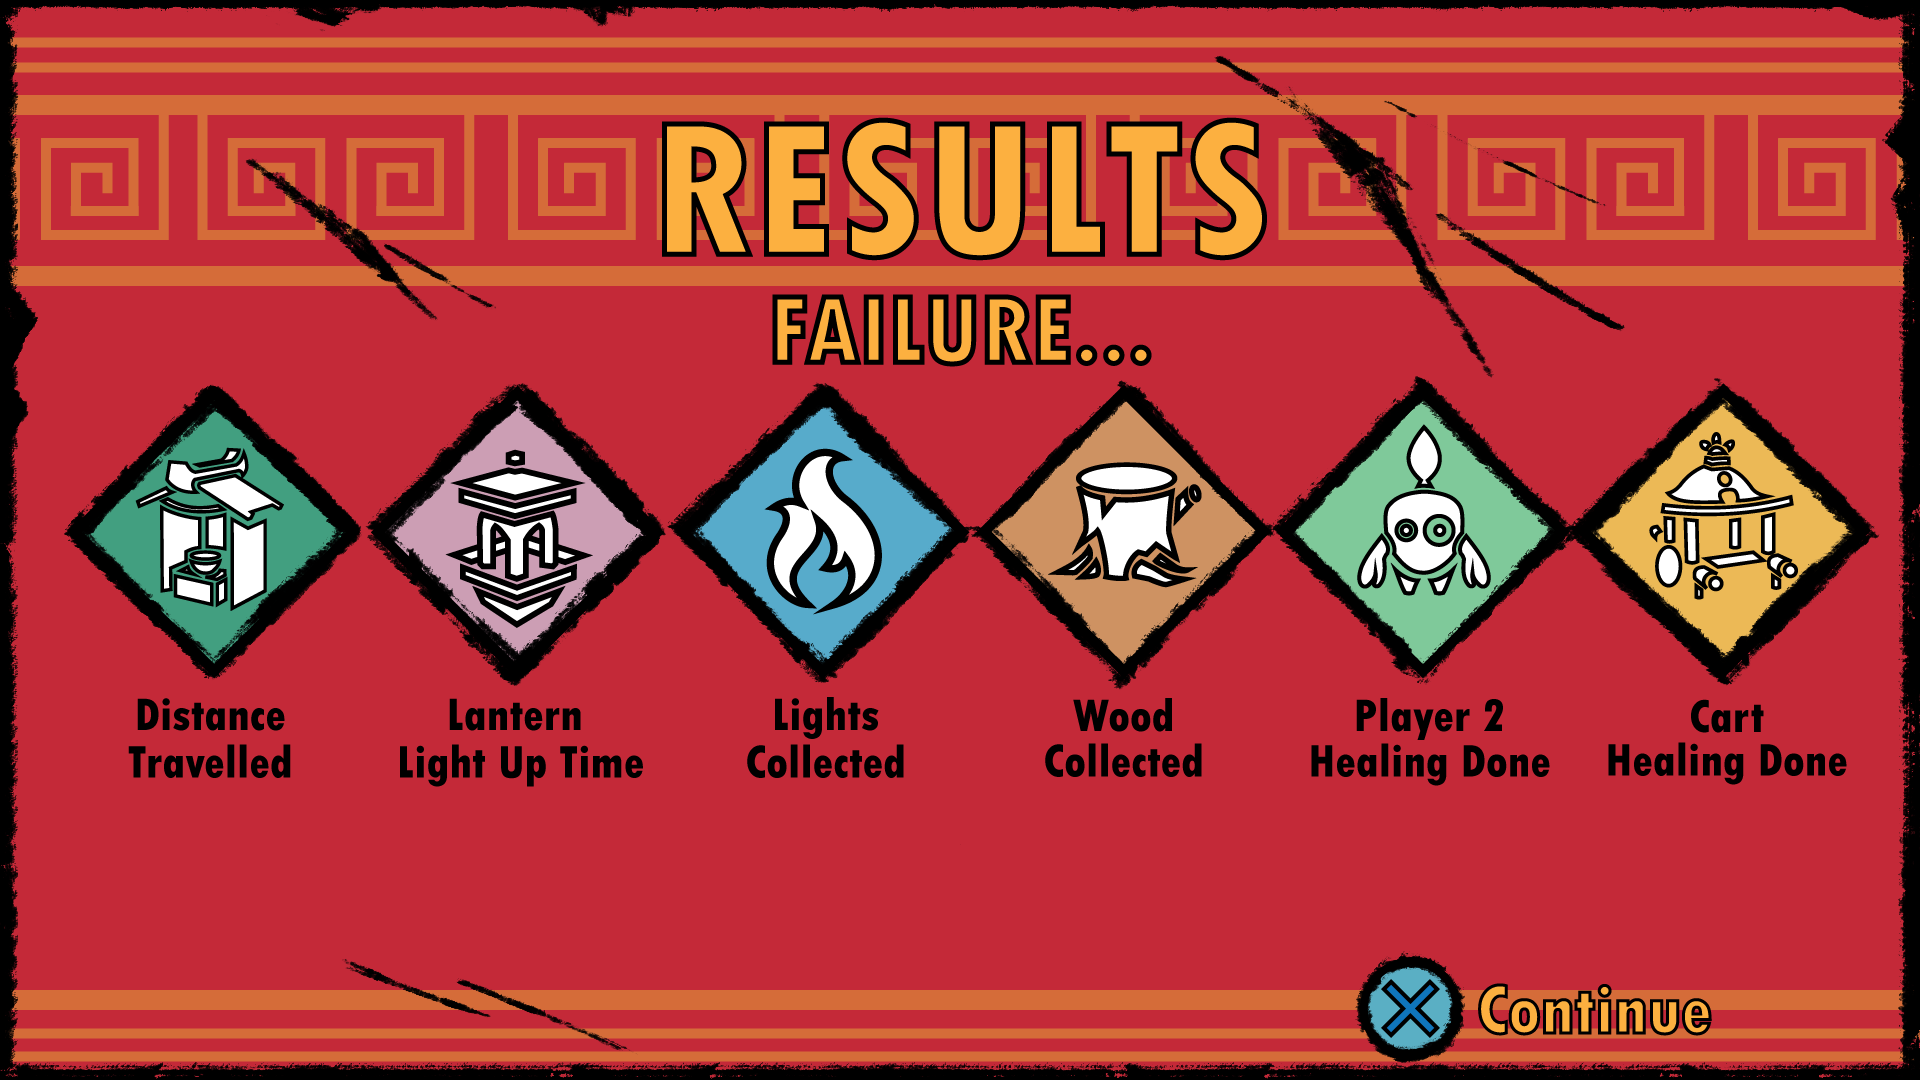 RESULTS
FAILURE...
Distance
Travelled
Lantern
Light Up Time
Lights
Collected
Wood
Collected
Player 2
Healing Done
Cart
Healing Done
Continue